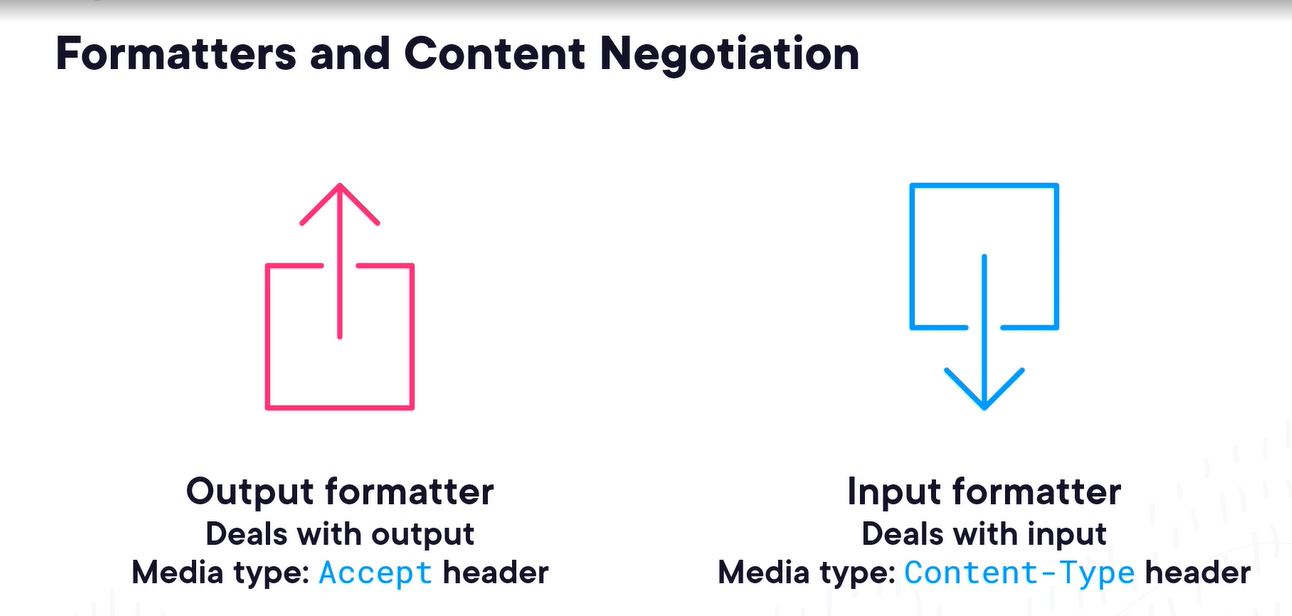 Formatters and Content Negotiation
Output formatter
Deals with output
Media type: Accept header
Input formatter
Deals with input
Media type: Content-Type header